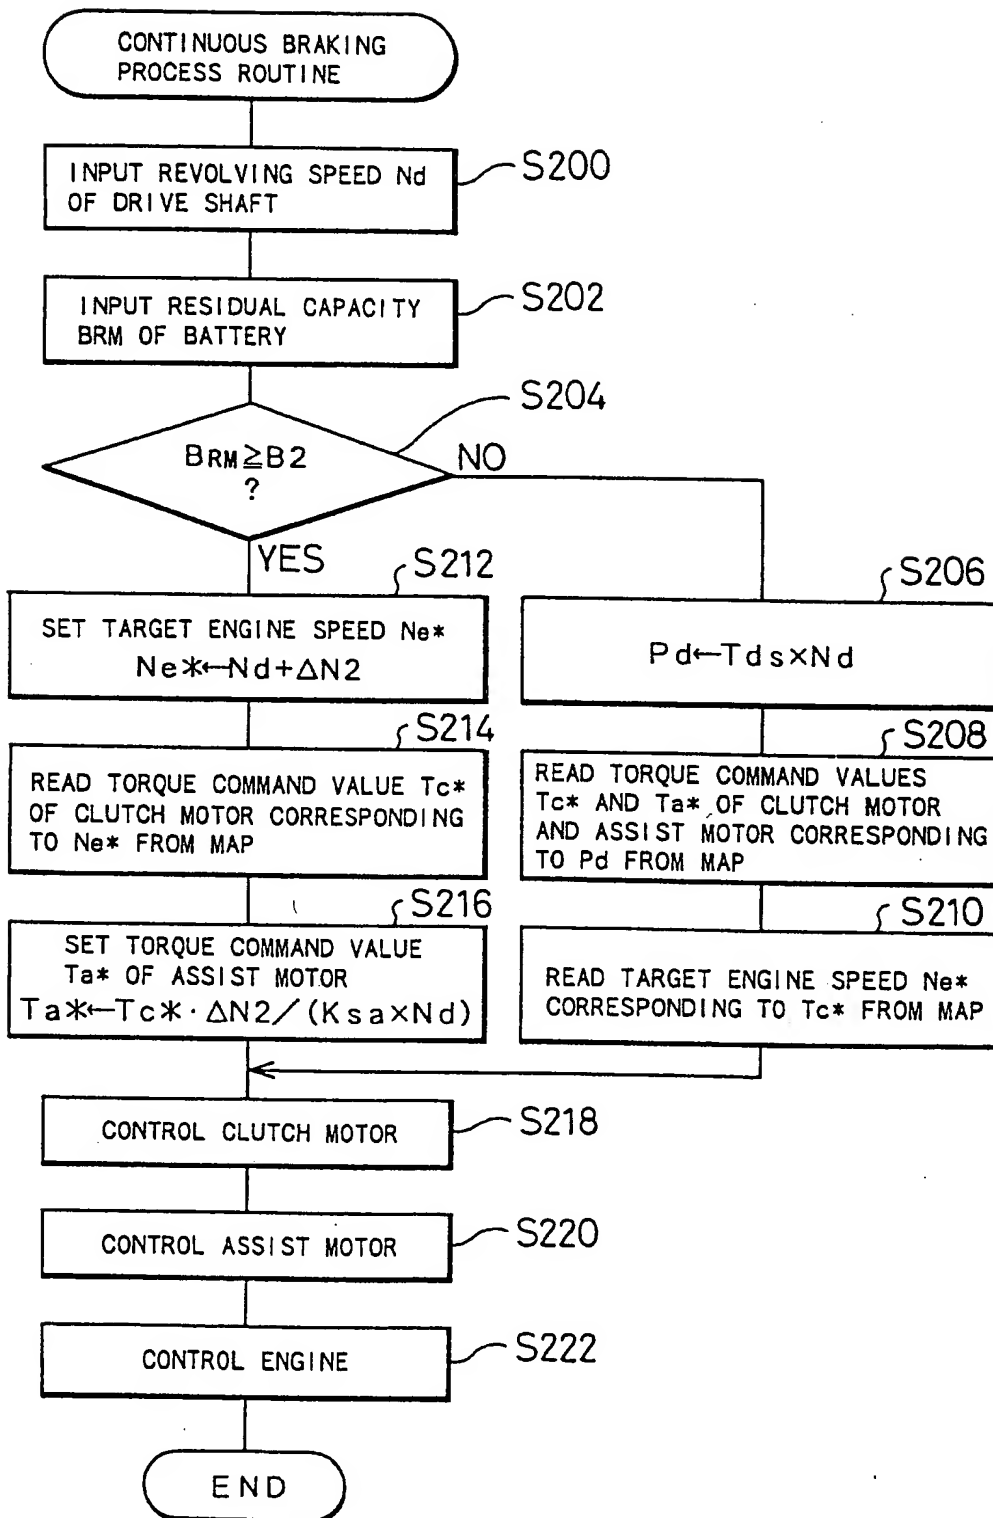 CONTINUOUS BRAKING
PROCESS ROUTINE
INPUT REVOLVING SPEED Nd
OF DRIVE SHAFT
S200
INPUT RESIDUAL CAPACITY
BRM OF BATTERY
S202
S204
BRM≧B2
?
NO
YES
S212
SET TARGET ENGINE SPEED Ne*
Ne*←Nd+ΔN2
S206
Pd←Tds×Nd
S214
READ TORQUE COMMAND VALUE Tc*
OF CLUTCH MOTOR CORRESPONDING
TO Ne* FROM MAP
S208
READ TORQUE COMMAND VALUES
Tc* AND Ta* OF CLUTCH MOTOR
AND ASSIST MOTOR CORRESPONDING
TO Pd FROM MAP
S216
SET TORQUE COMMAND VALUE
Ta* OF ASSIST MOTOR
Ta*←Tc*·ΔN2/(Ksa×Nd)
S210
READ TARGET ENGINE SPEED Ne*
CORRESPONDING TO Tc* FROM MAP
CONTROL CLUTCH MOTOR
S218
CONTROL ASSIST MOTOR
S220
CONTROL ENGINE
S222
END